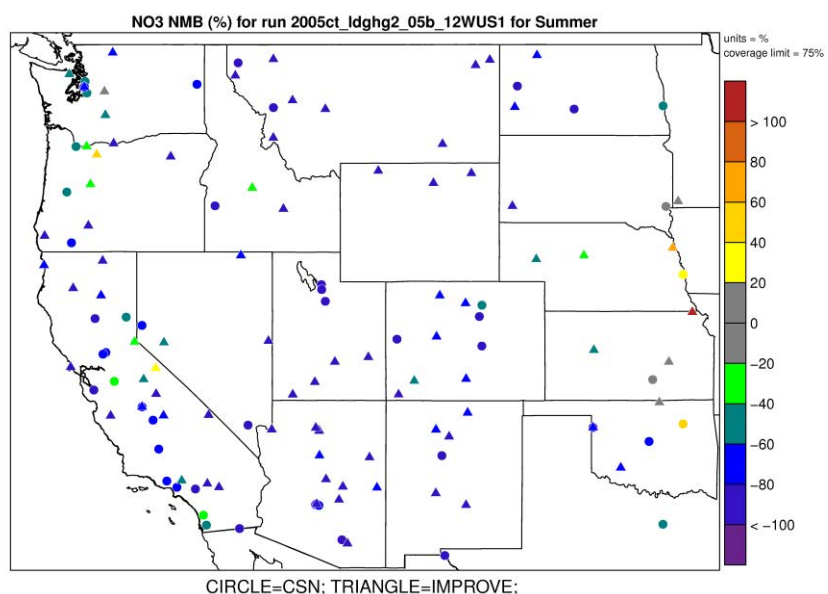 NO3 NMB (%) for run 2005ct_ldghg2_05b_12WUS1 for Summer
units = %
coverage limit = 75%
> 100
80
60
40
20
0
−20
−40
−60
−80
< −100
CIRCLE=CSN; TRIANGLE=IMPROVE;